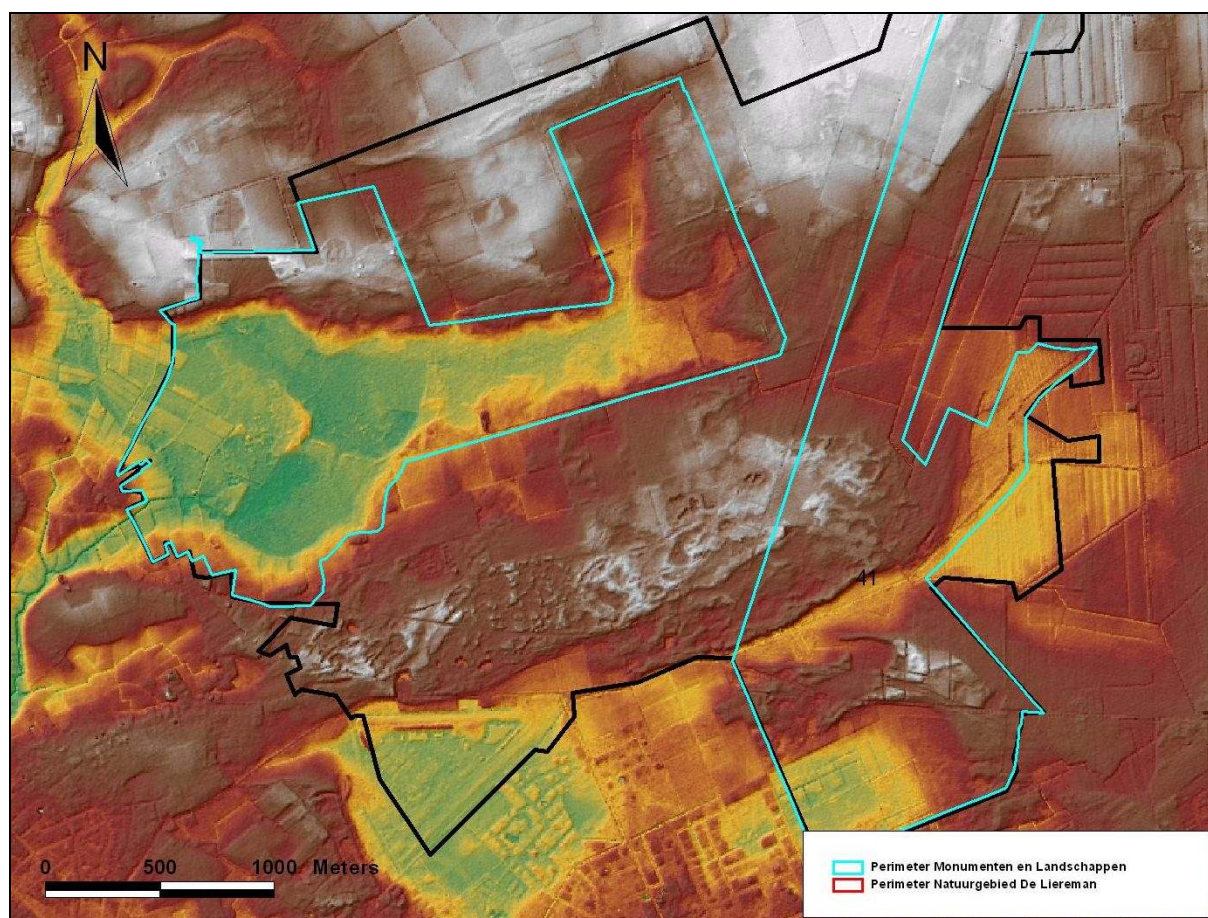 N
41
0 500 1000 Meters
Perimeter Monumenten en Landschappen
Perimeter Natuurgebied De Liereman